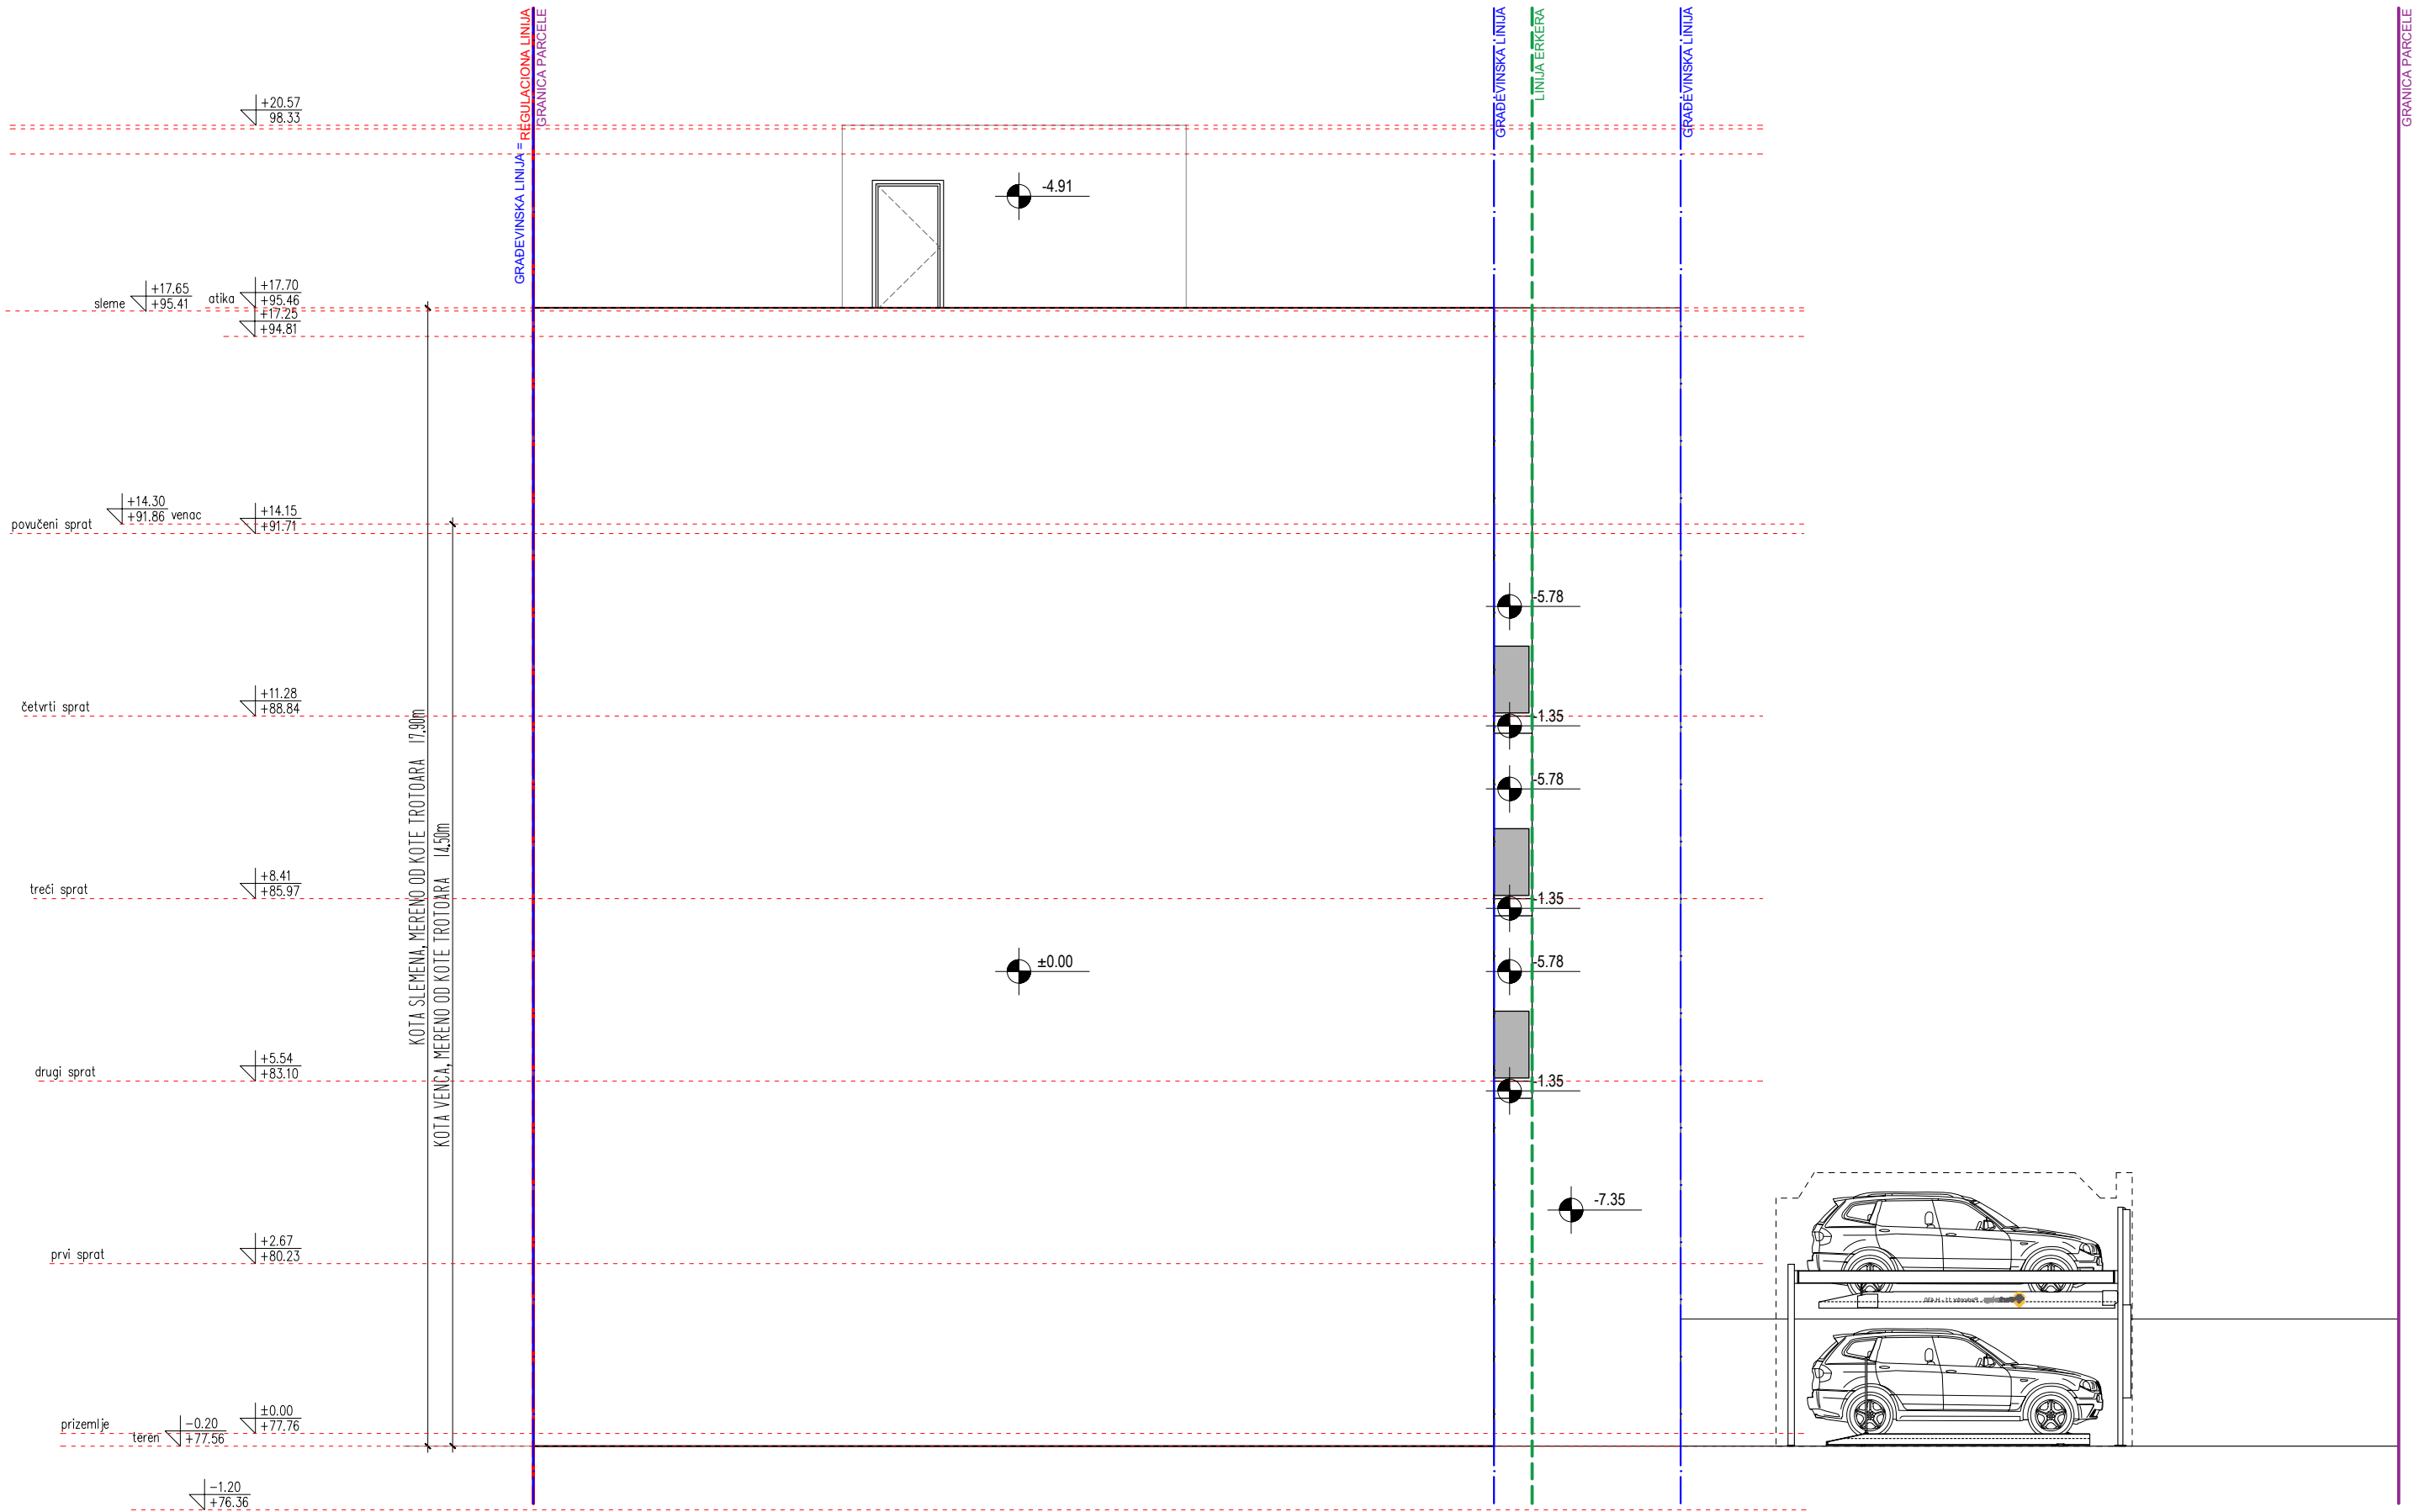 GRAĐEVINSKA LINIJA = REGULACIONA LINIJA
GRANICA PARCELE
GRAĐEVINSKA LINIJA
LINIJA ERKERA
GRAĐEVINSKA LINIJA
GRANICA PARCELE
+20.57
98.33
-4.91
sleme
+17.65
+95.41
atika
+17.70
+95.46
+17.25
+94.81
povučeni sprat
+14.30
+91.86
venac
+14.15
+91.71
-5.78
četvrti sprat
+11.28
+88.84
-1.35
KOTA SLEMENA, MERENO OD KOTE TROTOARA 17.90m
KOTA VENCA, MERENO OD KOTE TROTOARA 14.50m
-5.78
treći sprat
+8.41
+85.97
-1.35
±0.00
-5.78
drugi sprat
+5.54
+83.10
-1.35
-7.35
prvi sprat
+2.67
+80.23
prizemlje
±0.00
+77.76
teren
-0.20
+77.56
-1.20
+76.36